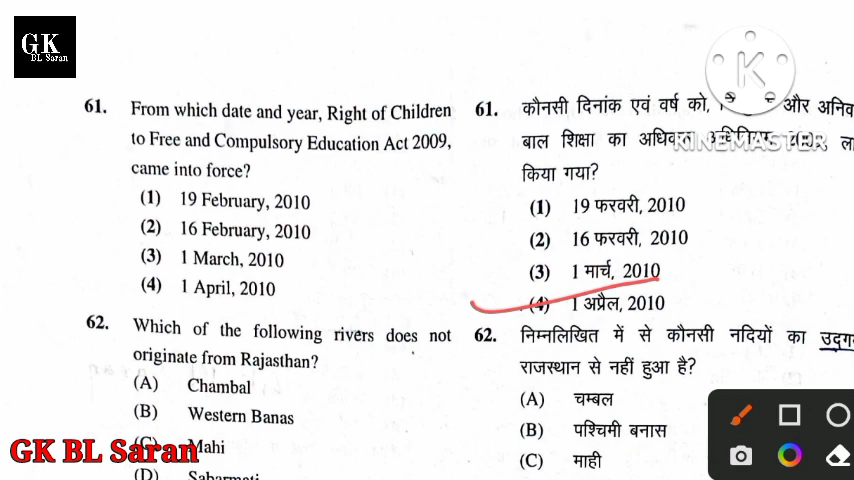 GK
BL Saran
61. From which date and year, Right of Children
to Free and Compulsory Education Act 2009,
came into force?
(1) 19 February, 2010
(2) 16 February, 2010
(3) 1 March, 2010
(4) 1 April, 2010
62. Which of the following rivers does not
originate from Rajasthan?
(A) Chambal
(B) Western Banas
(C) Mahi
(D) Sabarmati
61. कौनसी दिनांक एवं वर्ष को, और
बाल शिक्षा का
किया गया?
(1) 19 फरवरी, 2010
(2) 16 फरवरी, 2010
(3) 1 मार्च, 2010
(4) 1 अप्रैल, 2010
62. निम्नलिखित में से कौनसी नदियों का
राजस्थान से नहीं हुआ है?
(A) चम्बल
(B) पश्चिमी बनास
(C) माही
K
KINEMASTER
GK BL Saran